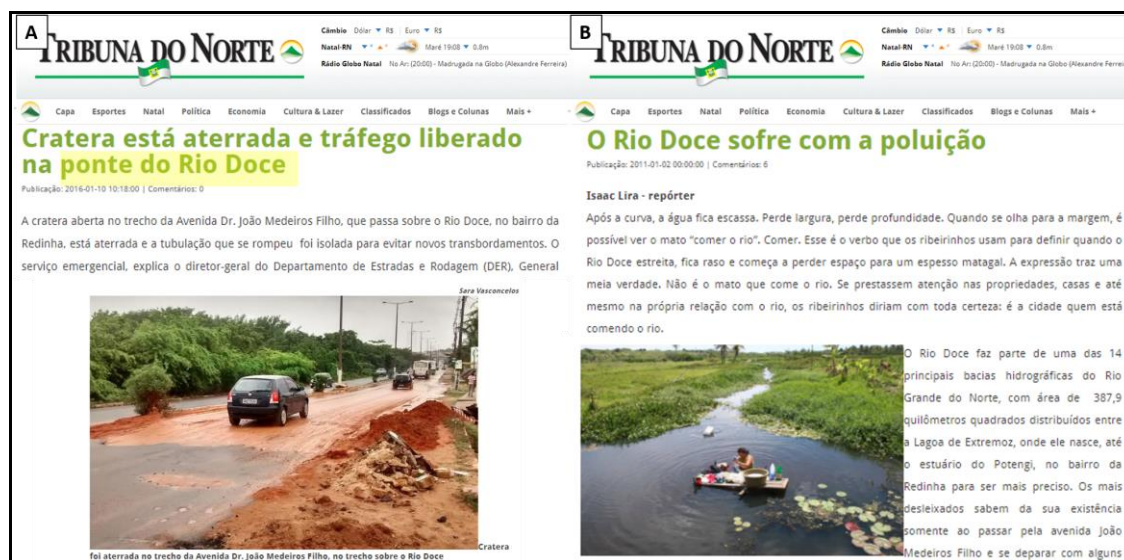 A
TRIBUNA DO NORTE
Câmbio Dólar ▼ R$ | Euro ▼ R$
Natal-RN ▼ ° ▲ ° Maré 19:08 ▼ 0.8m
Rádio Globo Natal No Ar: (20:00) - Madrugada na Globo (Alexandre Ferreira)
Capa Esportes Natal Política Economia Cultura & Lazer Classificados Blogs e Colunas Mais +
Cratera está aterrada e tráfego liberado
na ponte do Rio Doce
Publicação: 2016-01-10 10:18:00 | Comentários: 0
A cratera aberta no trecho da Avenida Dr. João Medeiros Filho, que passa sobre o Rio Doce, no bairro da
Redinha, está aterrada e a tubulação que se rompeu foi isolada para evitar novos transbordamentos. O
serviço emergencial, explica o diretor-geral do Departamento de Estradas e Rodagem (DER), General
Sara Vasconcelos
Cratera
foi aterrada no trecho da Avenida Dr. João Medeiros Filho, no trecho sobre o Rio Doce
B
TRIBUNA DO NORTE
Câmbio Dólar ▼ R$ | Euro ▼ R$
Natal-RN ▼ ° ▲ ° Maré 19:08 ▼ 0.8m
Rádio Globo Natal No Ar: (20:00) - Madrugada na Globo (Alexandre Ferrei
Capa Esportes Natal Política Economia Cultura & Lazer Classificados Blogs e Colunas Mais +
O Rio Doce sofre com a poluição
Publicação: 2011-01-02 00:00:00 | Comentários: 6
Isaac Lira - repórter
Após a curva, a água fica escassa. Perde largura, perde profundidade. Quando se olha para a margem, é
possível ver o mato “comer o rio”. Comer. Esse é o verbo que os ribeirinhos usam para definir quando o
Rio Doce estreita, fica raso e começa a perder espaço para um espesso matagal. A expressão traz uma
meia verdade. Não é o mato que come o rio. Se prestassem atenção nas propriedades, casas e até
mesmo na própria relação com o rio, os ribeirinhos diriam com toda certeza: é a cidade quem está
comendo o rio.
O Rio Doce faz parte de uma das 14
principais bacias hidrográficas do Rio
Grande do Norte, com área de 387,9
quilômetros quadrados distribuídos entre
a Lagoa de Extremoz, onde ele nasce, até
o estuário do Potengi, no bairro da
Redinha para ser mais preciso. Os mais
desleixados sabem da sua existência
somente ao passar pela avenida João
Medeiros Filho e se deparar com alguns